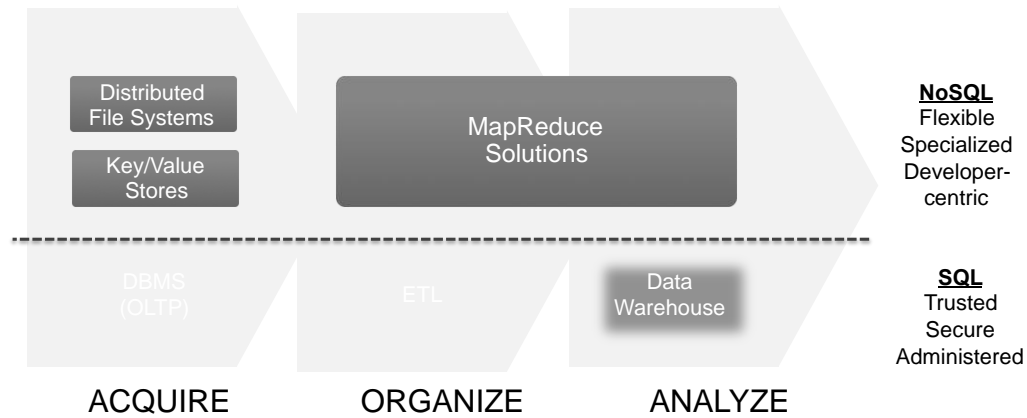 Distributed
File Systems
Key/Value
Stores
MapReduce
Solutions
NoSQL
Flexible
Specialized
Developer-
centric
DBMS
(OLTP)
ETL
Data
Warehouse
SQL
Trusted
Secure
Administered
ACQUIRE
ORGANIZE
ANALYZE